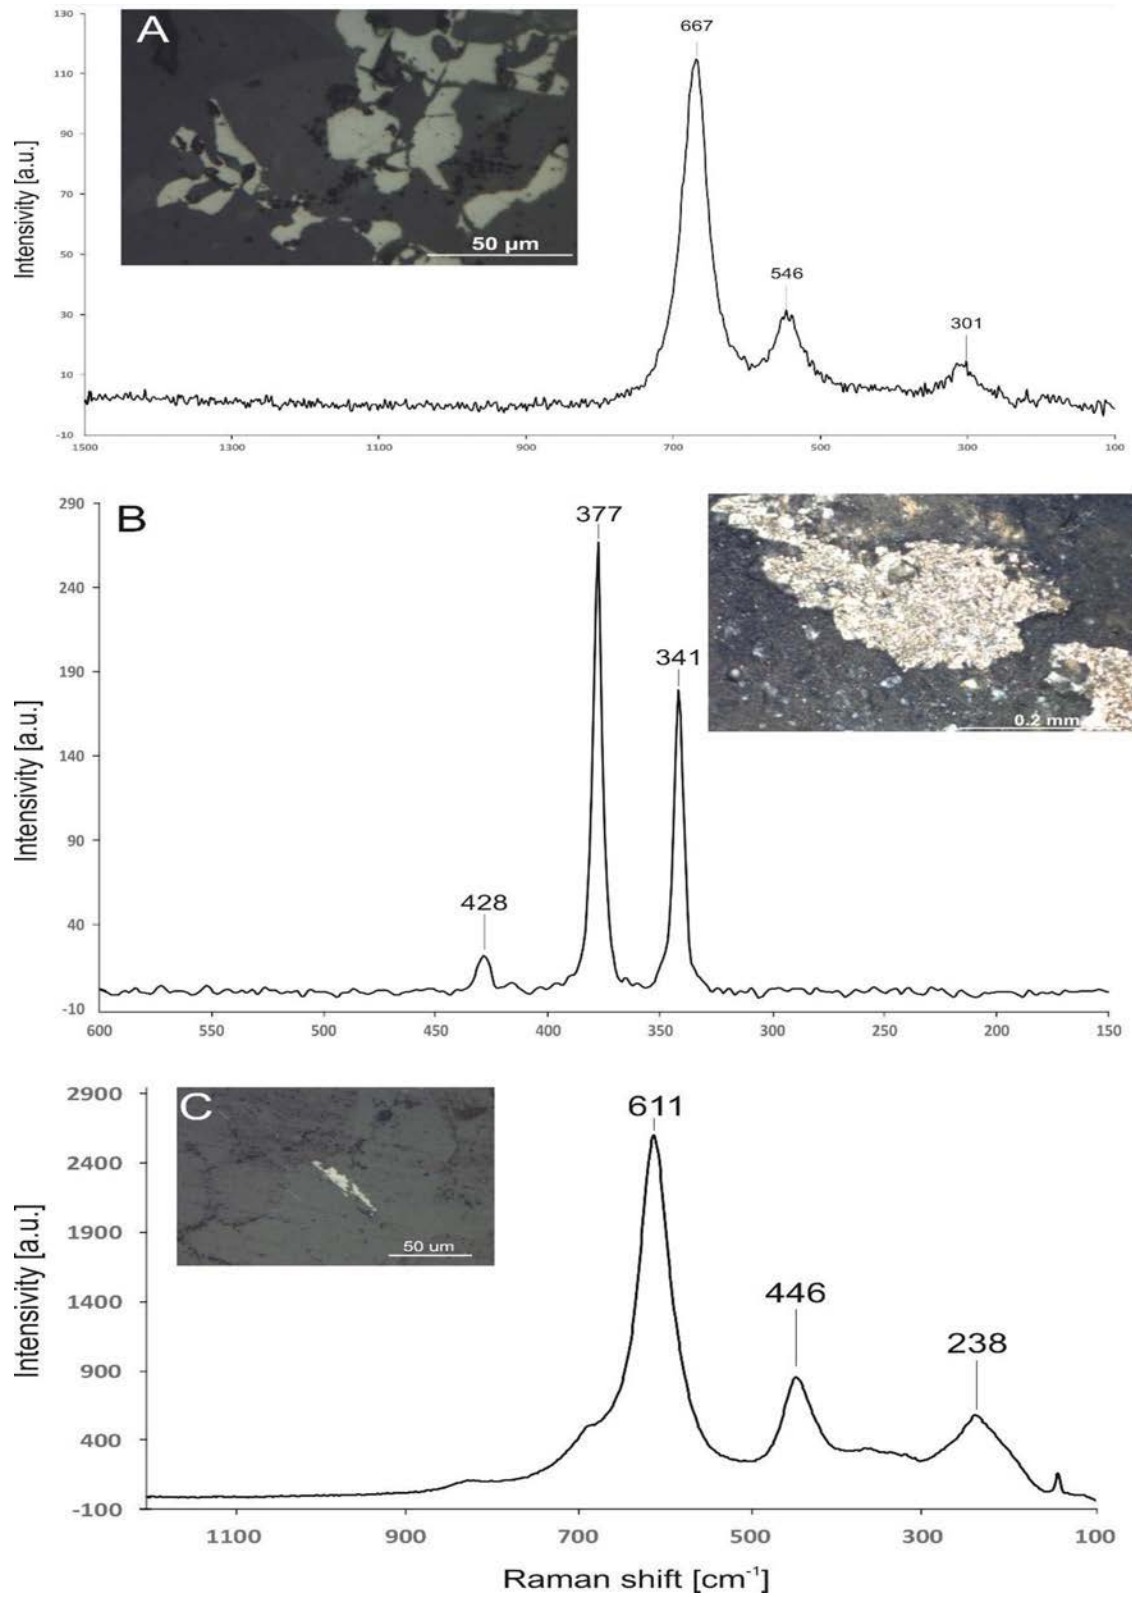 A
667
546
301
50 µm
Intensivity [a.u.]
130
110
90
70
50
30
10
-10
1500 1300 1100 900 700 500 300 100
B
377
341
428
0.2 mm
Intensivity [a.u.]
290
240
190
140
90
40
-10
600 550 500 450 400 350 300 250 200 150
C
611
446
238
50 um
Intensivity [a.u.]
2900
2400
1900
1400
900
400
-100
1100 900 700 500 300 100
Raman shift [cm⁻¹]